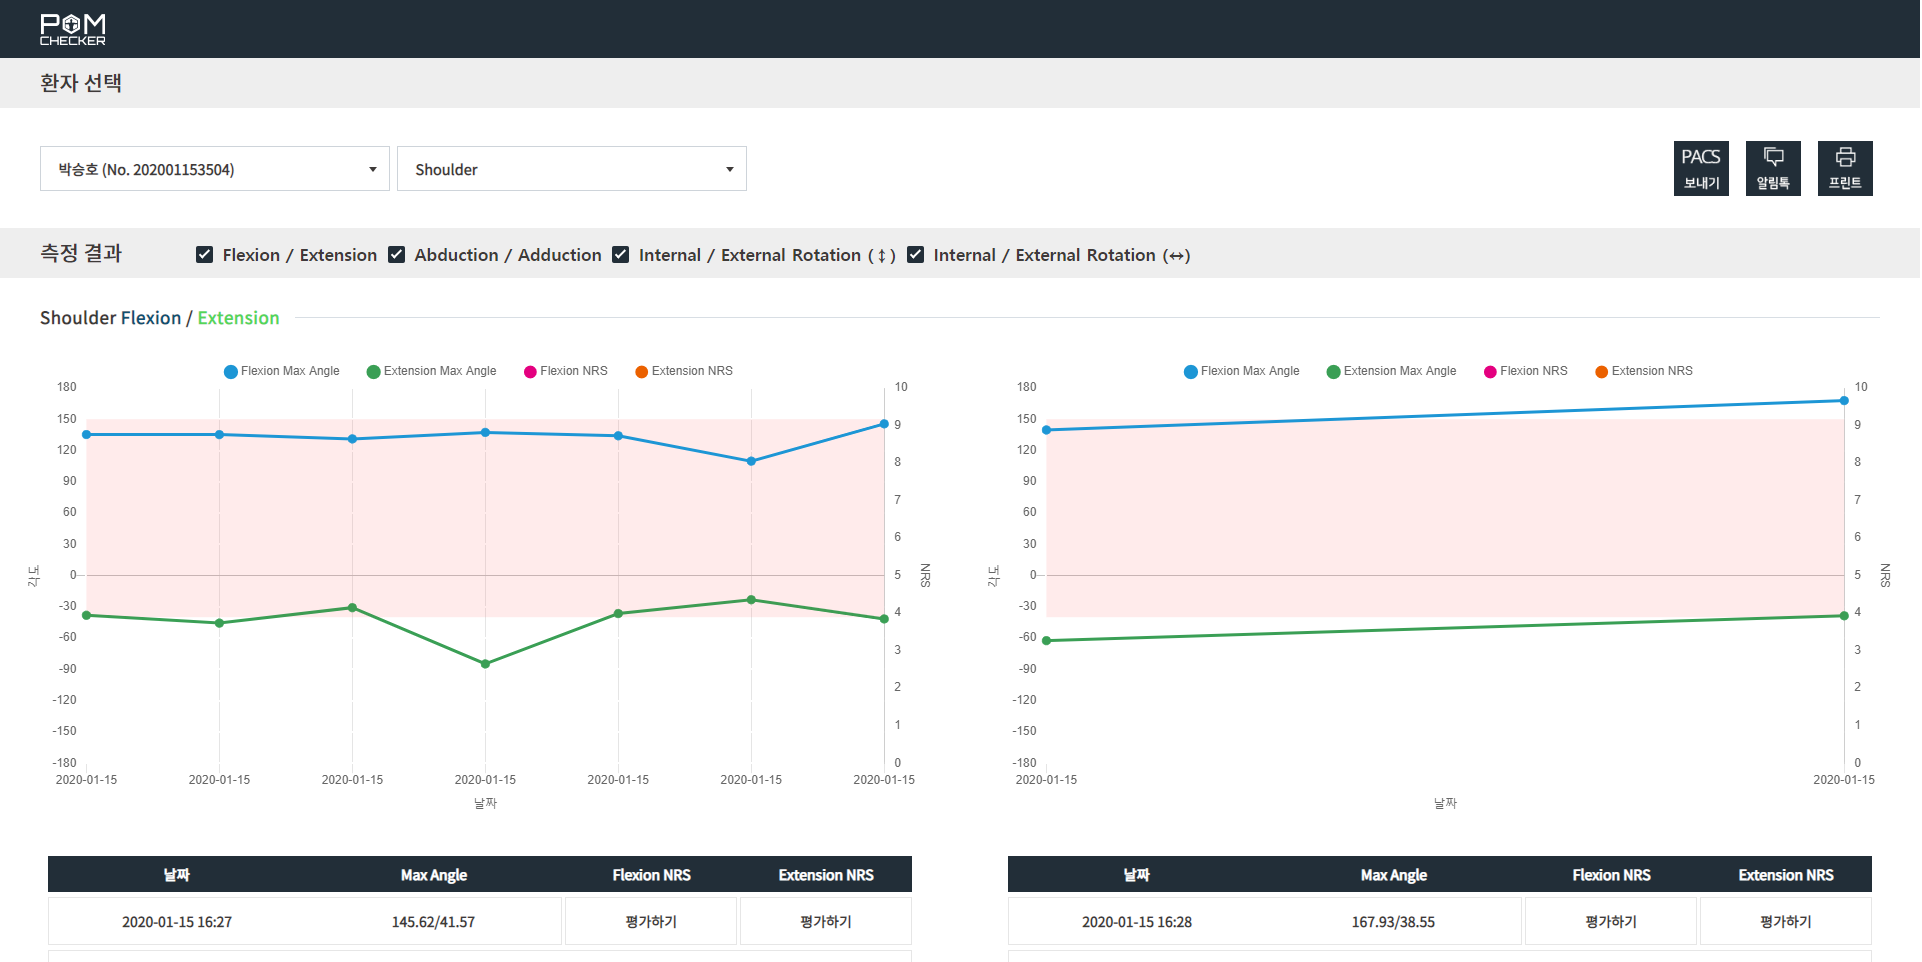 POM
CHECKER
환자 선택
박승호 (No. 202001153504)
Shoulder
PACS
보내기
알림톡
프린트
측정 결과
Flexion / Extension
Abduction / Adduction
Internal / External Rotation (↕)
Internal / External Rotation (↔)
Shoulder Flexion / Extension
Flexion Max Angle
Extension Max Angle
Flexion NRS
Extension NRS
180
150
120
90
60
30
0
-30
-60
-90
-120
-150
-180
각도
10
9
8
7
6
5
4
3
2
1
0
NRS
2020-01-15
2020-01-15
2020-01-15
2020-01-15
2020-01-15
2020-01-15
2020-01-15
날짜
Flexion Max Angle
Extension Max Angle
Flexion NRS
Extension NRS
180
150
120
90
60
30
0
-30
-60
-90
-120
-150
-180
각도
10
9
8
7
6
5
4
3
2
1
0
NRS
2020-01-15
2020-01-15
날짜
날짜 Max Angle Flexion NRS Extension NRS
2020-01-15 16:27 145.62/41.57 평가하기 평가하기
날짜 Max Angle Flexion NRS Extension NRS
2020-01-15 16:28 167.93/38.55 평가하기 평가하기